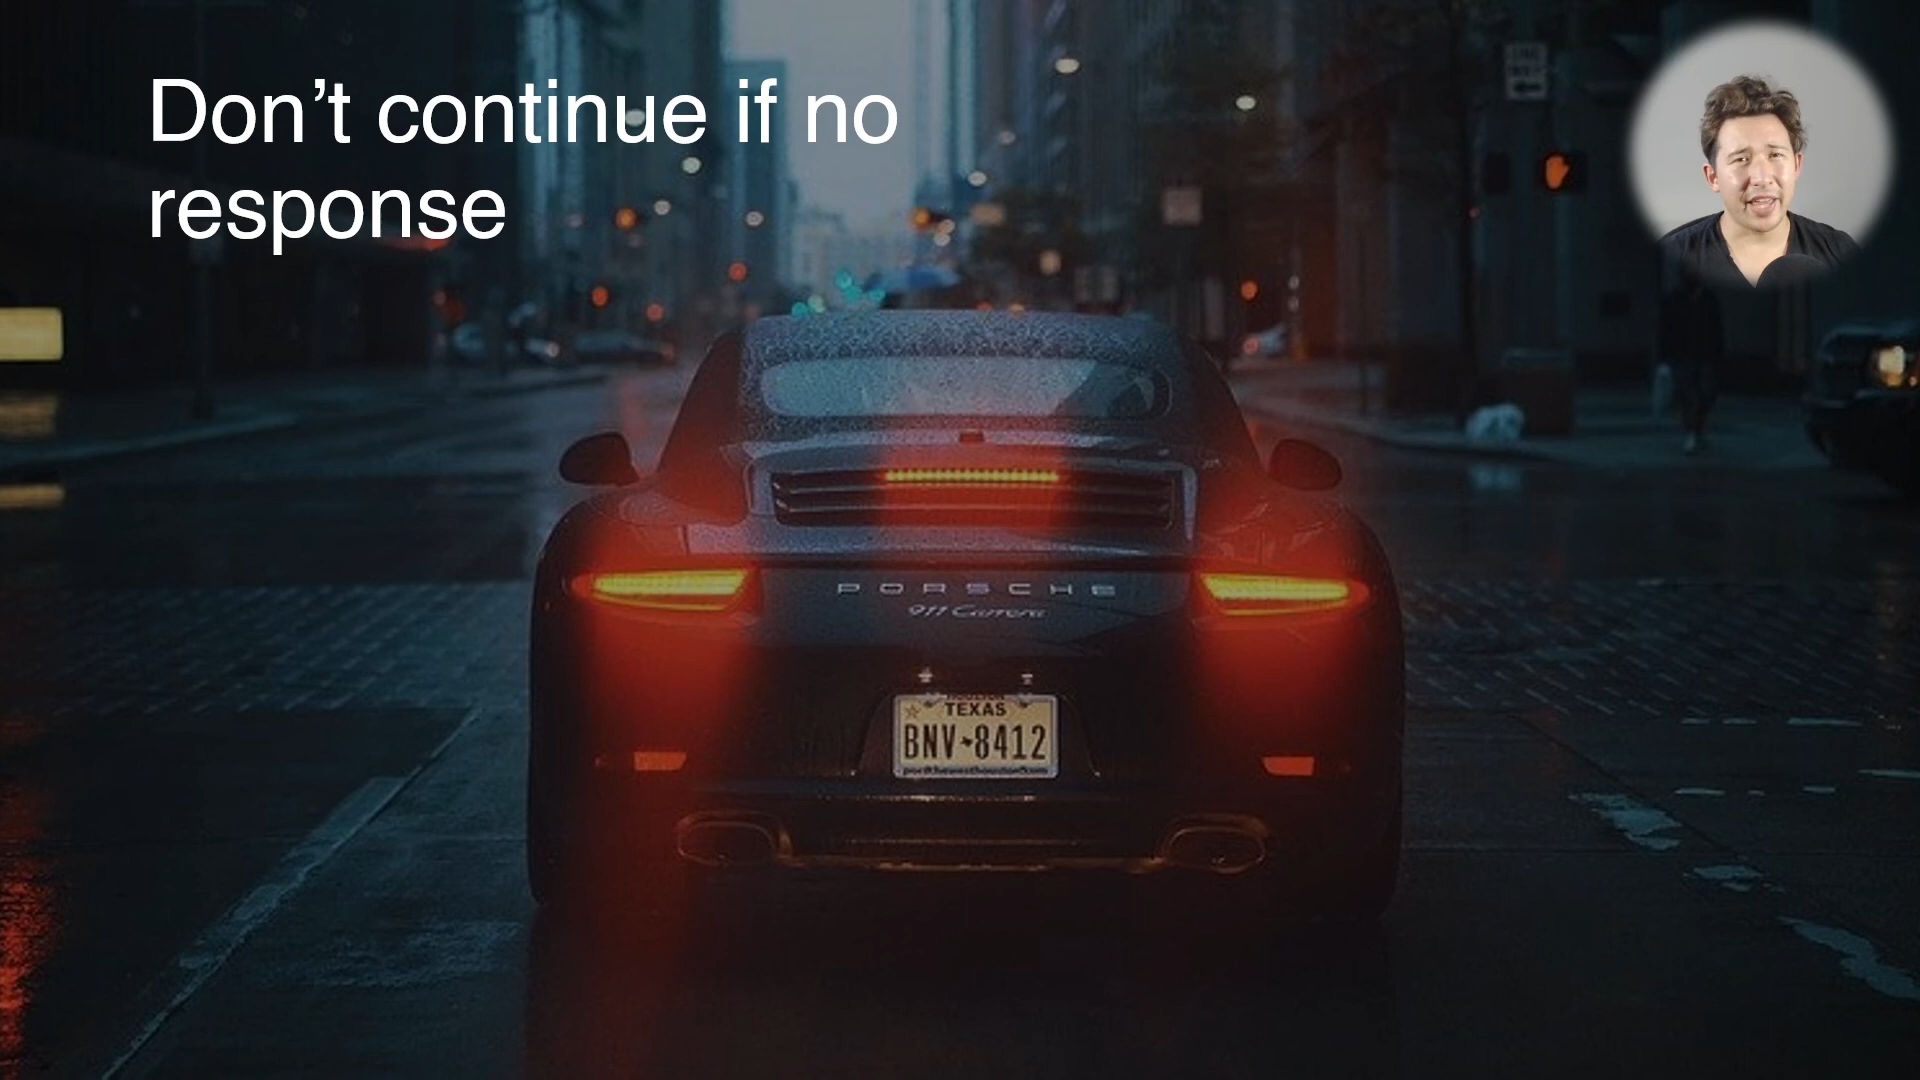 Don’t continue if no
response
PORSCHE
911 Carrera
TEXAS
BNV-8412